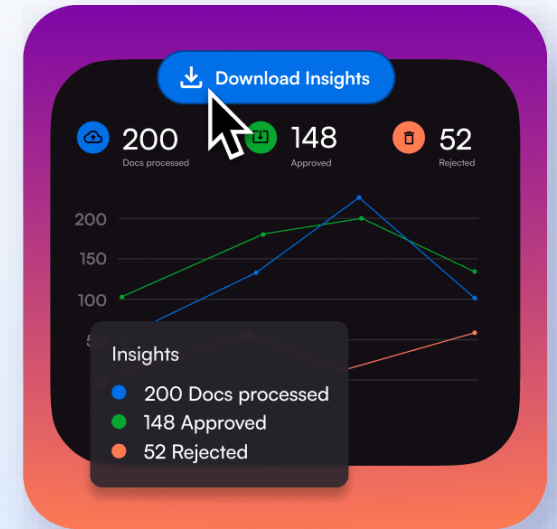 Download Insights
200
Docs processed
148
Approved
52
Rejected
200
150
100
Insights
200 Docs processed
148 Approved
52 Rejected